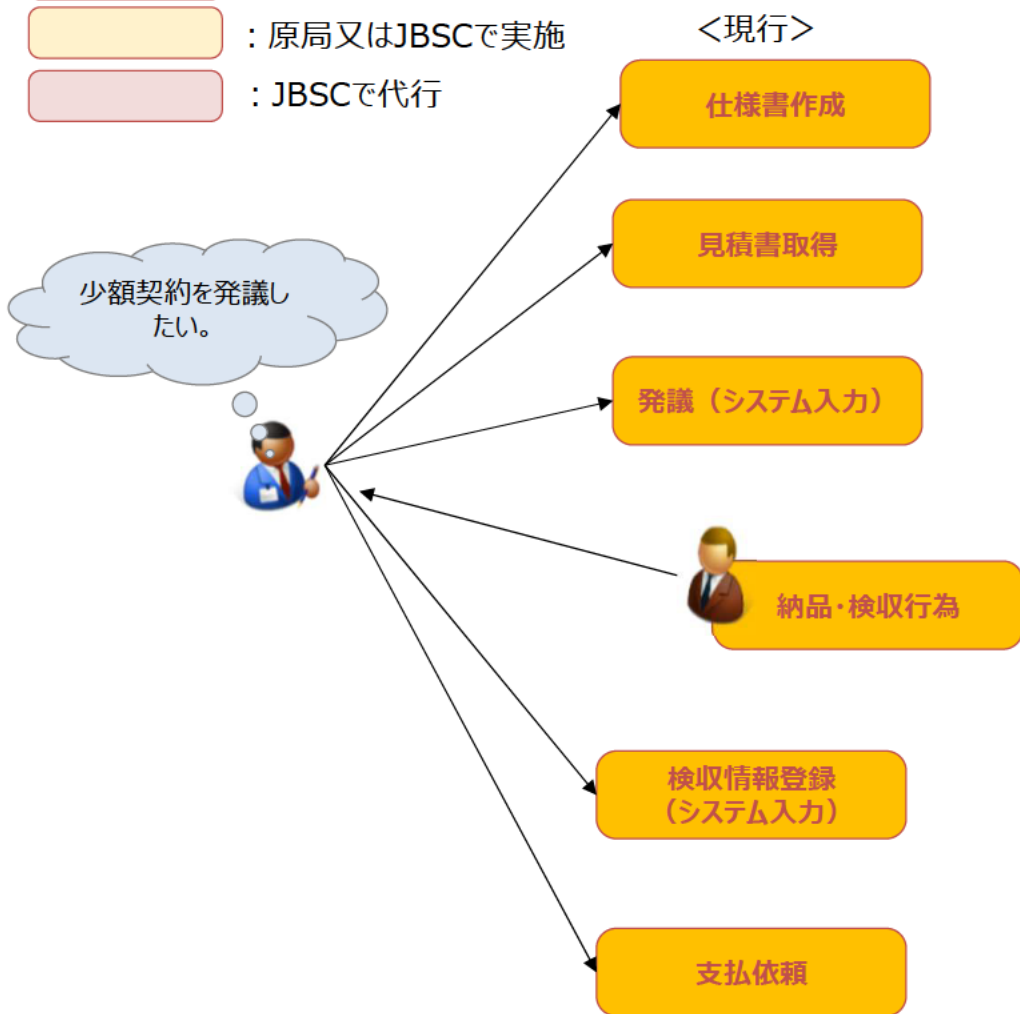 ：原局又はJBSCで実施
：JBSCで代行
＜現行＞
仕様書作成
見積書取得
少額契約を発議し
たい。
発議（システム入力）
納品・検収行為
検収情報登録
（システム入力）
支払依頼